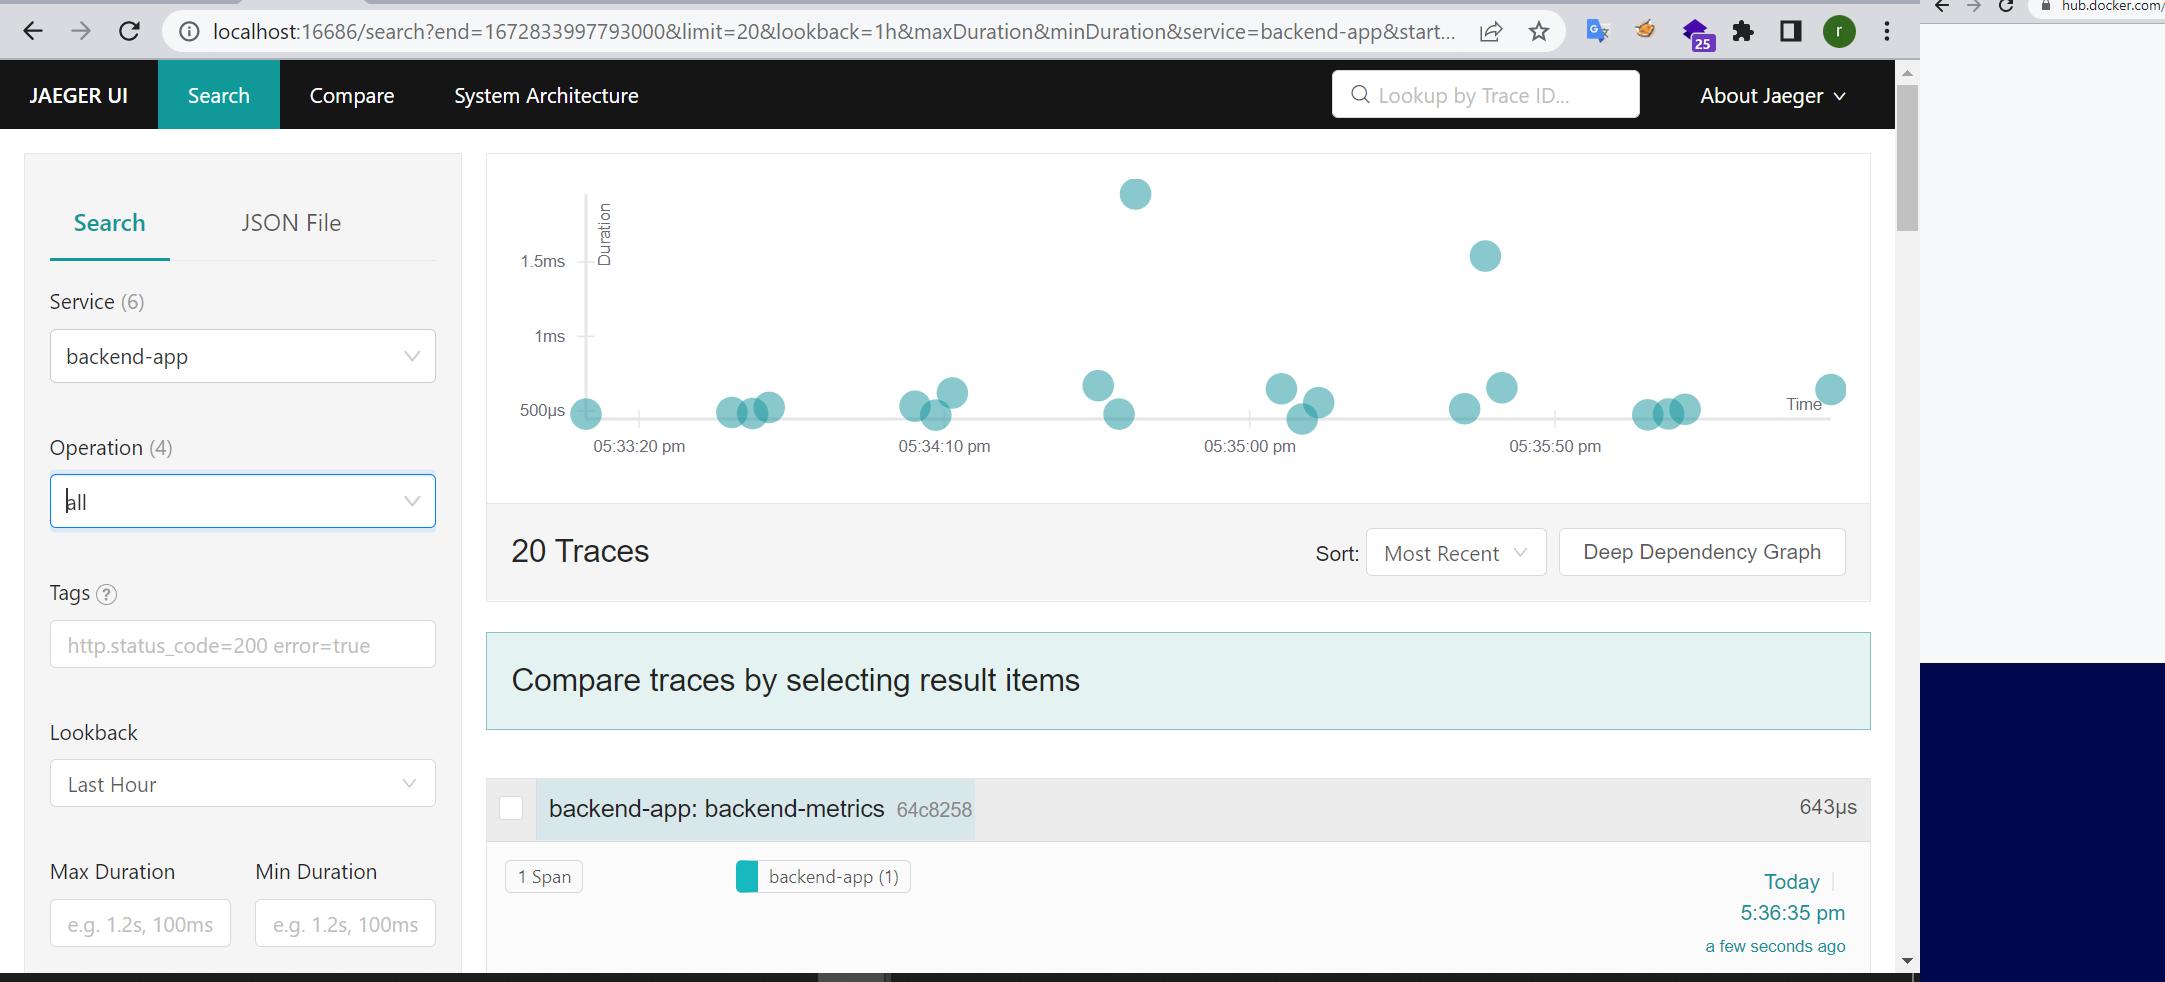 localhost:16686/search?end=1672833997793000&limit=20&lookback=1h&maxDuration&minDuration&service=backend-app&start...
25
r
hub.docker.com/
JAEGER UI
Search
Compare
System Architecture
Lookup by Trace ID...
About Jaeger
Search
JSON File
Service (6)
backend-app
Operation (4)
all
Tags ?
http.status_code=200 error=true
Lookback
Last Hour
Max Duration
Min Duration
e.g. 1.2s, 100ms
e.g. 1.2s, 100ms
Duration
1.5ms
1ms
500μs
Time
05:33:20 pm
05:34:10 pm
05:35:00 pm
05:35:50 pm
20 Traces
Sort:
Most Recent
Deep Dependency Graph
Compare traces by selecting result items
backend-app: backend-metrics 64c8258
643μs
1 Span
backend-app (1)
Today
5:36:35 pm
a few seconds ago